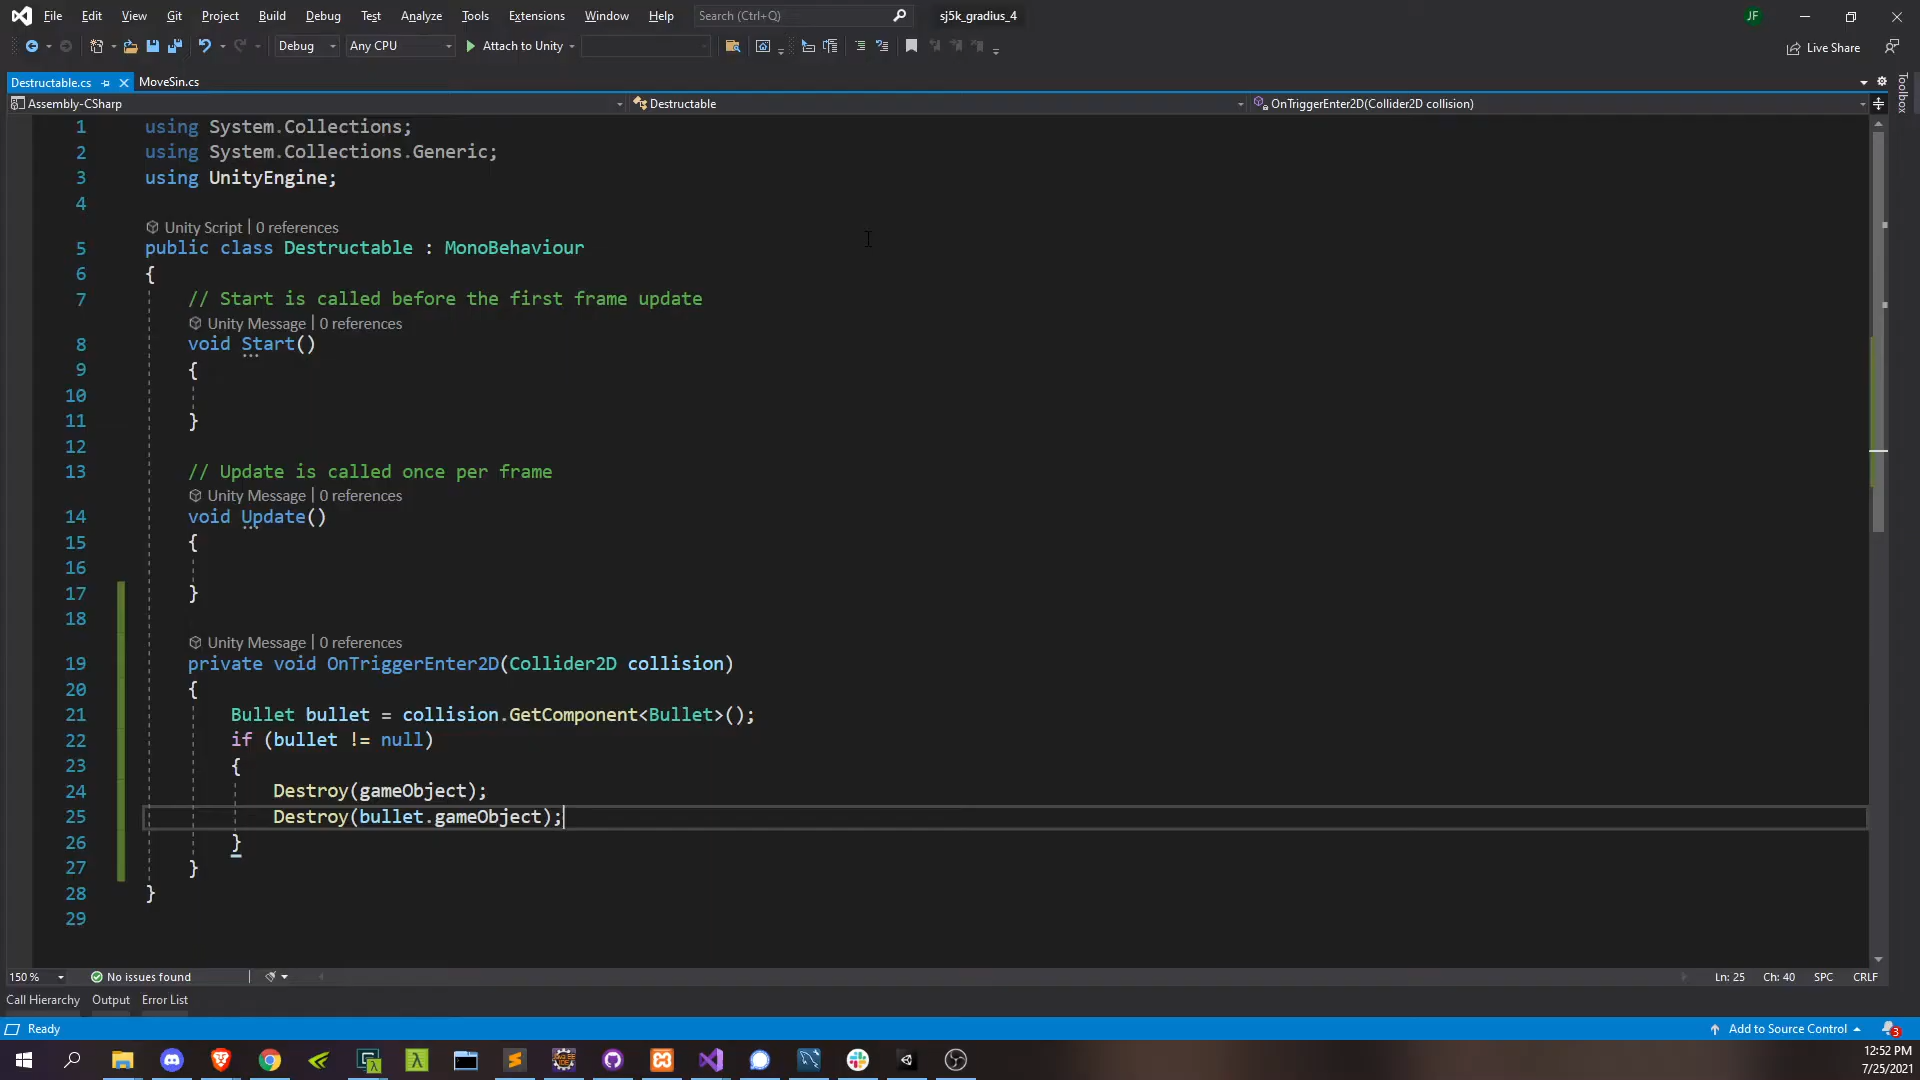 File Edit View Git Project Build Debug Test Analyze Tools Extensions Window Help Search (Ctrl+Q) sj5k_gradius_4 JF
Debug Any CPU Attach to Unity Live Share
Destructable.cs MoveSin.cs
Assembly-CSharp Destructable OnTriggerEnter2D(Collider2D collision)
Toolbox
1 using System.Collections;
2 using System.Collections.Generic;
3 using UnityEngine;
4
Unity Script | 0 references
5 public class Destructable : MonoBehaviour
6 {
7 // Start is called before the first frame update
Unity Message | 0 references
8 void Start()
9 {
10
11 }
12
13 // Update is called once per frame
Unity Message | 0 references
14 void Update()
15 {
16
17 }
18
Unity Message | 0 references
19 private void OnTriggerEnter2D(Collider2D collision)
20 {
21 Bullet bullet = collision.GetComponent<Bullet>();
22 if (bullet != null)
23 {
24 Destroy(gameObject);
25 Destroy(bullet.gameObject);
26 }
27 }
28 }
29
150 % No issues found Ln: 25 Ch: 40 SPC CRLF
Call Hierarchy Output Error List
Ready Add to Source Control 3
12:52 PM
7/25/2021